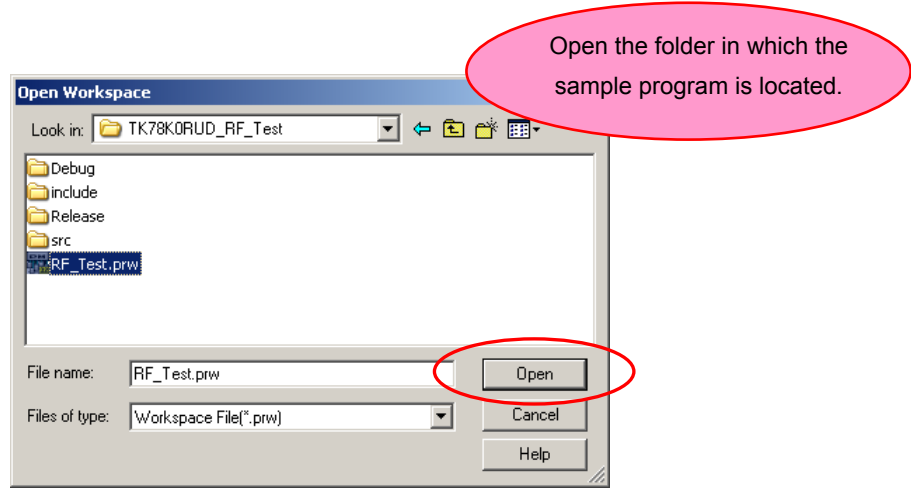 Open the folder in which the
sample program is located.
Open Workspace
Look in: TK78K0RUD_RF_Test
Debug
include
Release
src
RF_Test.prw
File name: RF_Test.prw Open
Files of type: Workspace File(*.prw) Cancel
Help